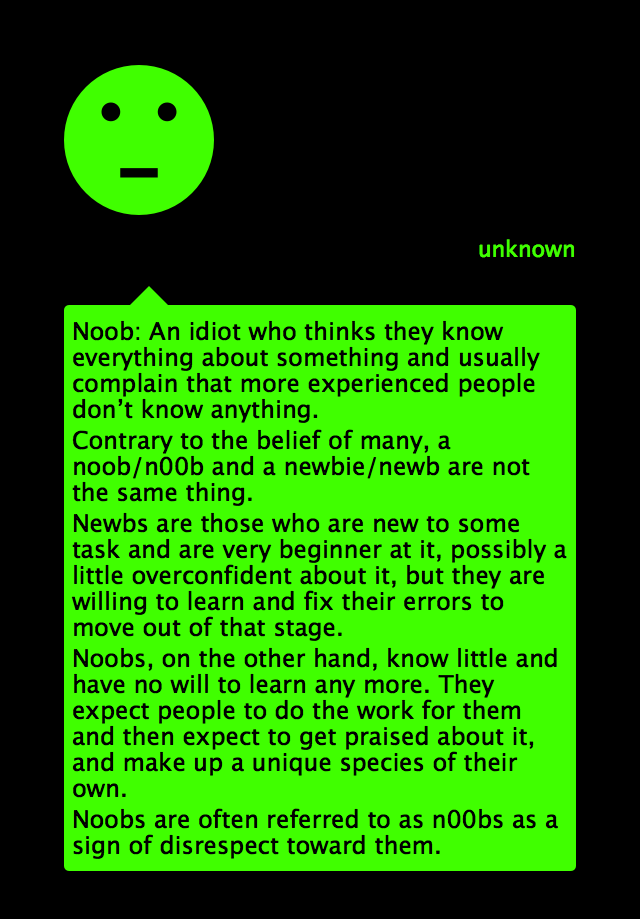 unknown
Noob: An idiot who thinks they know
everything about something and usually
complain that more experienced people
don’t know anything.
Contrary to the belief of many, a
noob/n00b and a newbie/newb are not
the same thing.
Newbs are those who are new to some
task and are very beginner at it, possibly a
little overconfident about it, but they are
willing to learn and fix their errors to
move out of that stage.
Noobs, on the other hand, know little and
have no will to learn any more. They
expect people to do the work for them
and then expect to get praised about it,
and make up a unique species of their
own.
Noobs are often referred to as n00bs as a
sign of disrespect toward them.